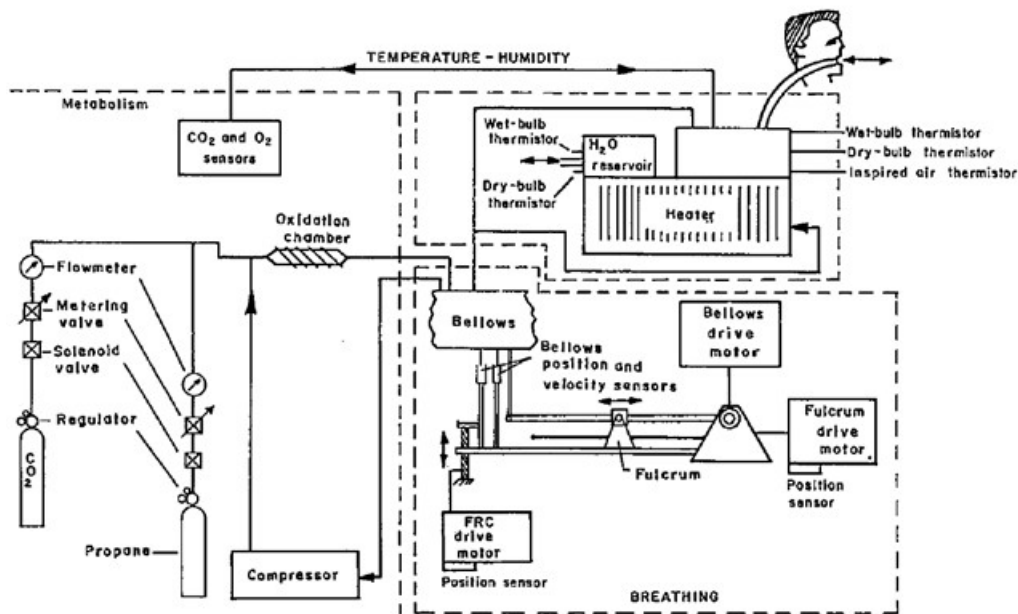 TEMPERATURE - HUMIDITY
Metabolism
CO2 and O2
sensors
Wet-bulb
thermistor
H2O
reservoir
Dry-bulb
thermistor
Heater
Wet-bulb thermistor
Dry-bulb thermistor
Inspired air thermistor
Oxidation
chamber
Flowmeter
Metering
valve
Solenoid
valve
Regulator
CO2
Propane
Compressor
Bellows
Bellows
position and
velocity sensors
Bellows
drive
motor
Fulcrum
drive
motor
Position
sensor
Fulcrum
FRC
drive
motor
Position sensor
BREATHING